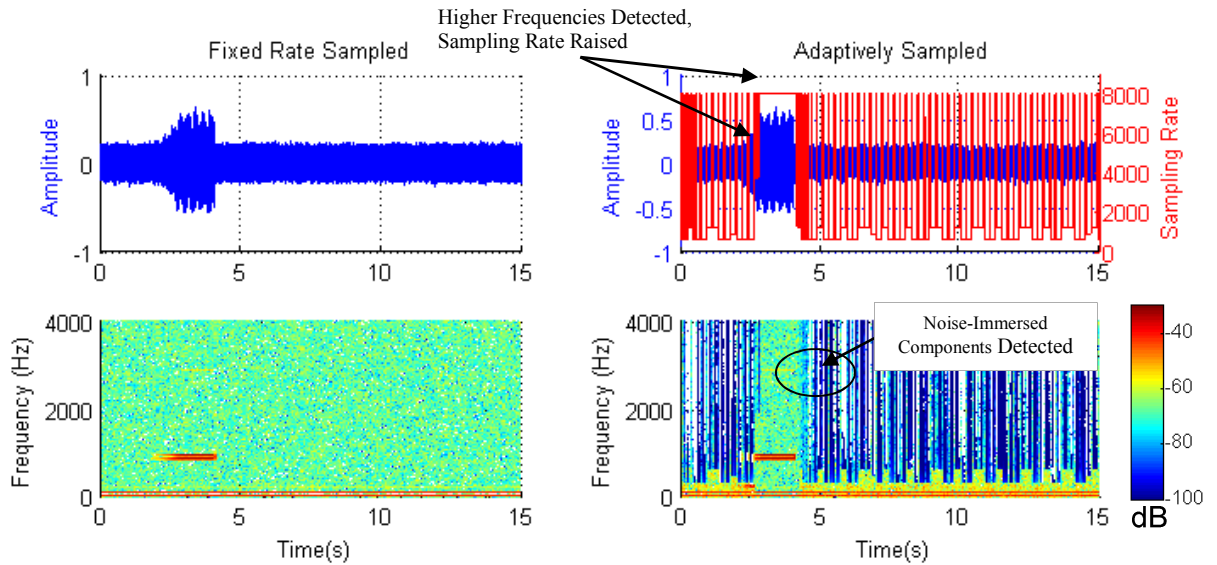 Higher Frequencies Detected,
Sampling Rate Raised
Fixed Rate Sampled
Adaptively Sampled
1
0
-1
Amplitude
0
5
10
15
1
0.5
0
-0.5
-1
Amplitude
8000
6000
4000
2000
0
Sampling Rate
0
5
10
15
4000
2000
0
Frequency (Hz)
0
5
10
15
Time(s)
4000
2000
0
Frequency (Hz)
Noise-Immersed
Components Detected
0
5
10
15
Time(s)
-40
-60
-80
-100
dB